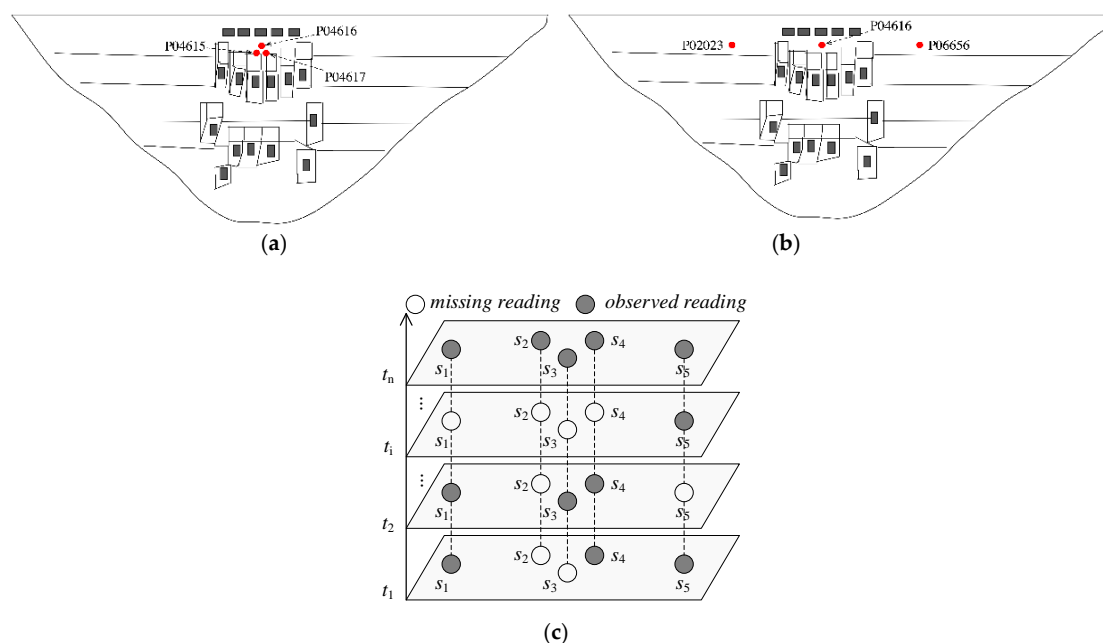 P04615
P04616
P04617
(a)
P02023
P04616
P06656
(b)
missing reading observed reading
s2 s4
s1 s3 s5
tn
...
s2 s4
s1 s3 s5
ti
...
s2 s4
s1 s3 s5
t2
s2 s4
s1 s3 s5
t1
(c)